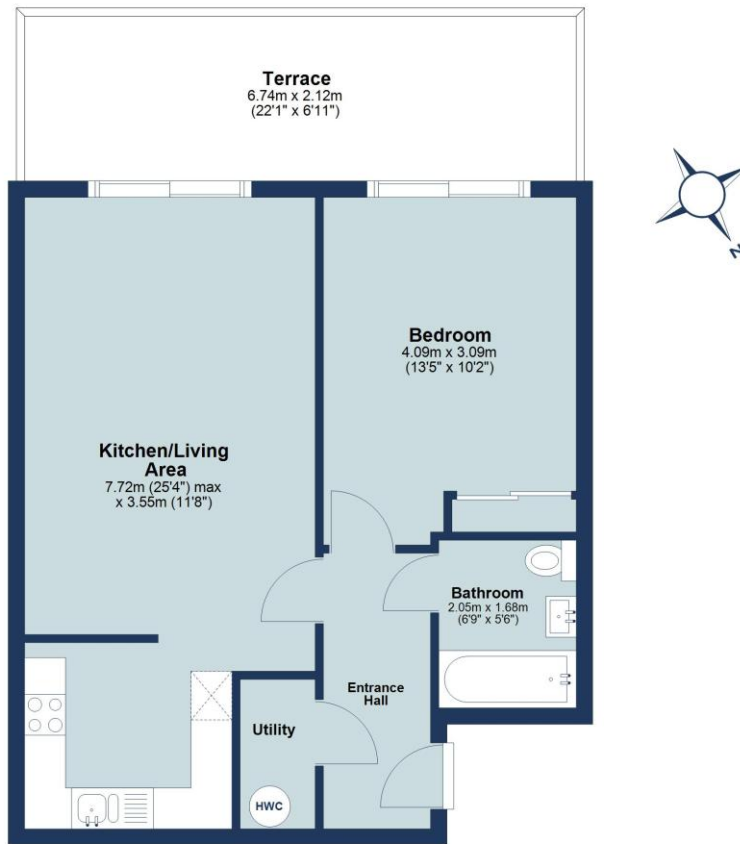 Terrace
6.74m x 2.12m
(22'1" x 6'11")
N
Bedroom
4.09m x 3.09m
(13'5" x 10'2")
Kitchen/Living
Area
7.72m (25'4") max
x 3.55m (11'8")
Bathroom
2.05m x 1.68m
(6'9" x 5'6")
Entrance
Hall
Utility
HWC